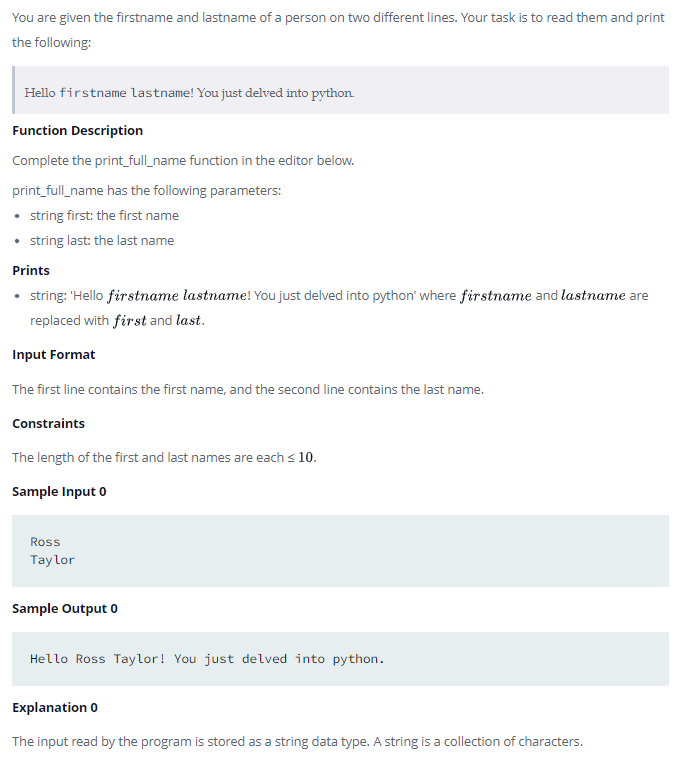 You are given the firstname and lastname of a person on two different lines. Your task is to read them and print
the following:
Hello firstname lastname! You just delved into python.
Function Description
Complete the print_full_name function in the editor below.
print_full_name has the following parameters:
• string first: the first name
• string last: the last name
Prints
• string: 'Hello firstname lastname! You just delved into python' where firstname and lastname are
replaced with first and last.
Input Format
The first line contains the first name, and the second line contains the last name.
Constraints
The length of the first and last names are each ≤ 10.
Sample Input 0
Ross
Taylor
Sample Output 0
Hello Ross Taylor! You just delved into python.
Explanation 0
The input read by the program is stored as a string data type. A string is a collection of characters.